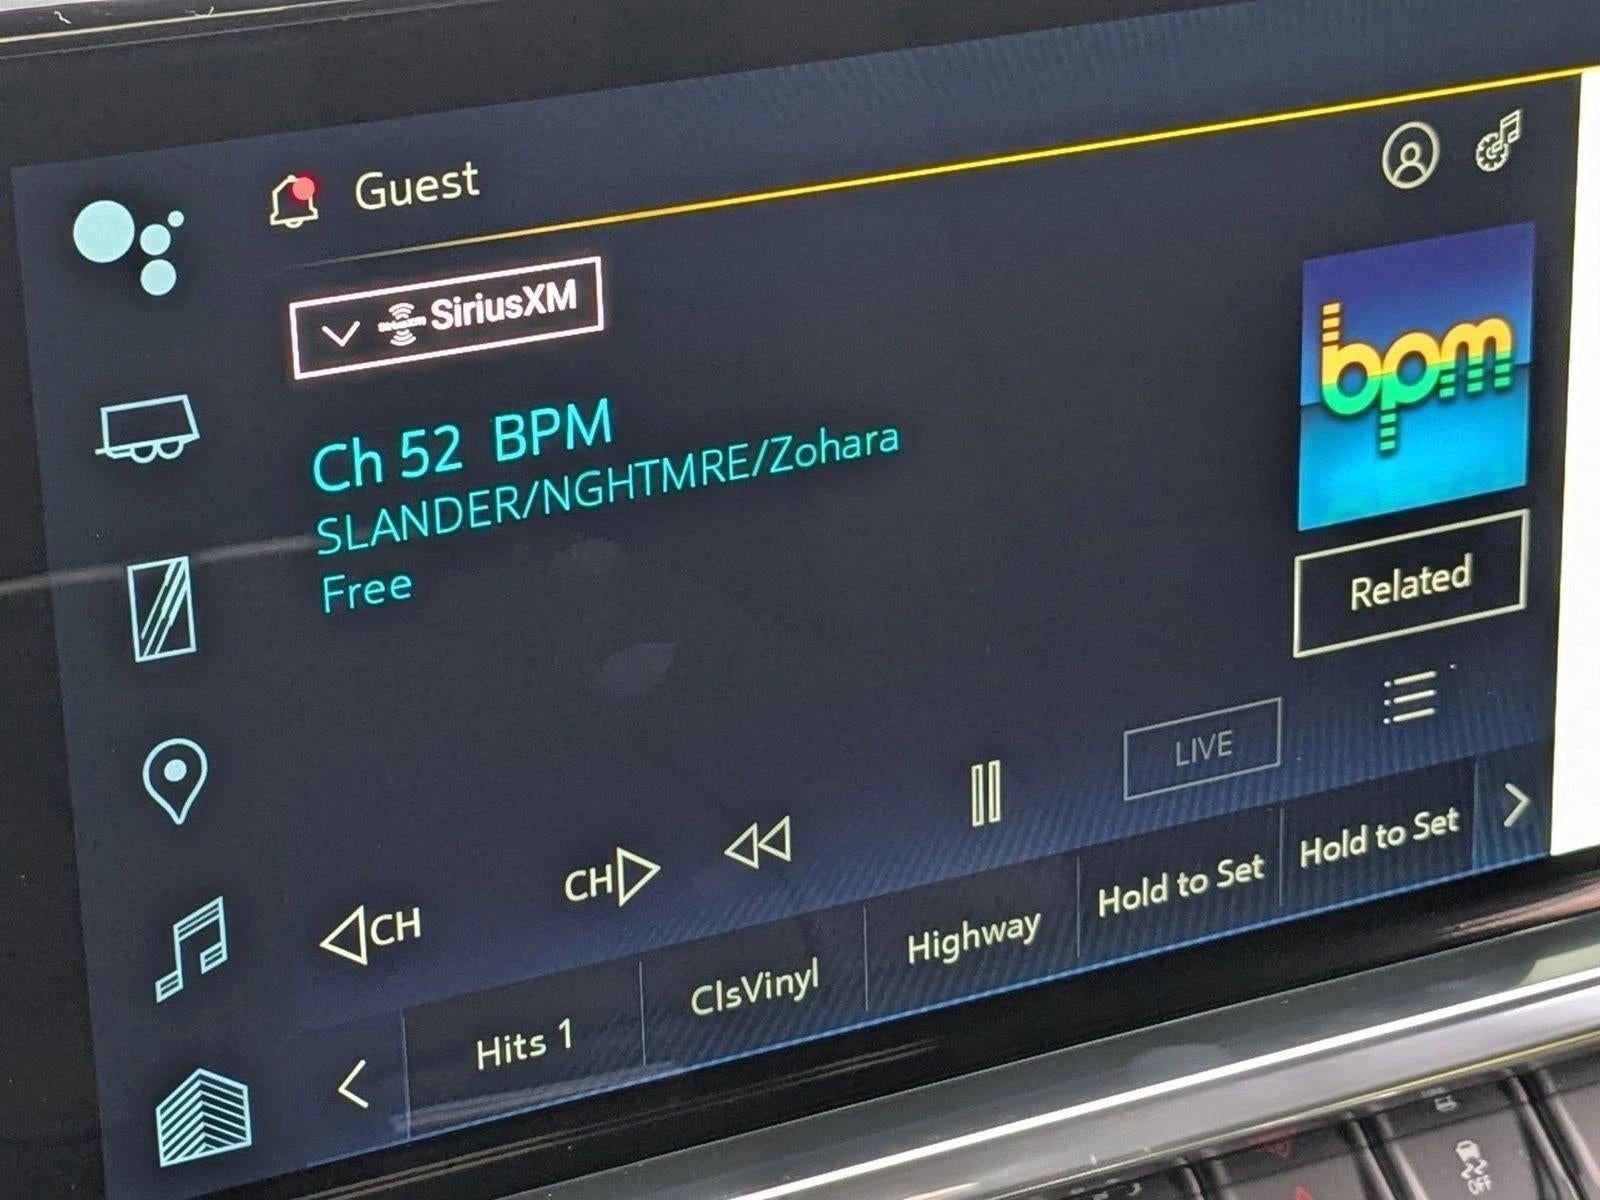 Guest
SiriusXM
Ch 52 BPM
SLANDER/NGHTMRE/Zohara
Free
bpm
Related
LIVE
CH
CH
Hits 1
ClsVinyl
Highway
Hold to Set
Hold to Set
OFF